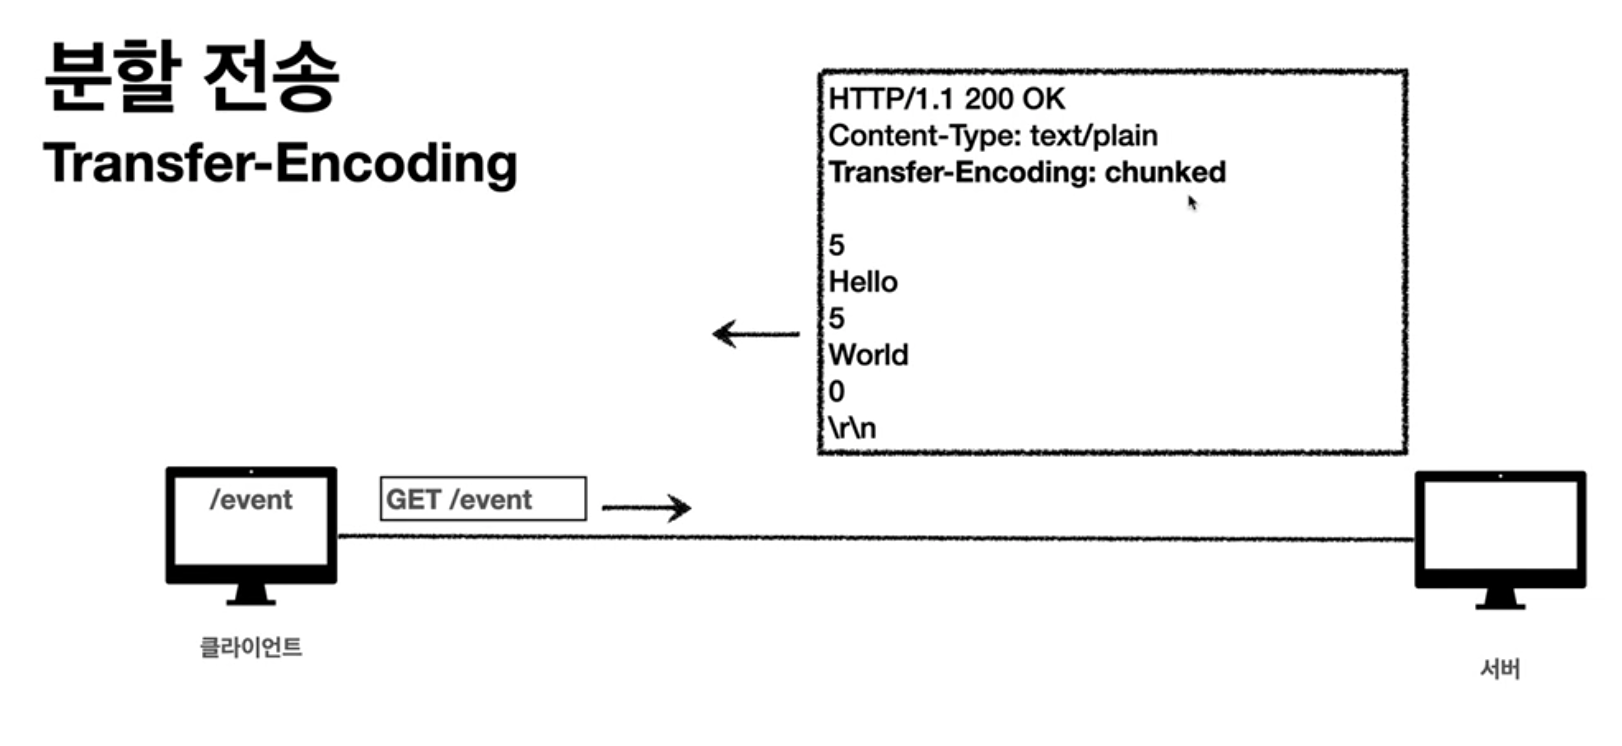 분할 전송
Transfer-Encoding
HTTP/1.1 200 OK
Content-Type: text/plain
Transfer-Encoding: chunked
5
Hello
5
World
0
\r\n
/event
GET /event
클라이언트
서버